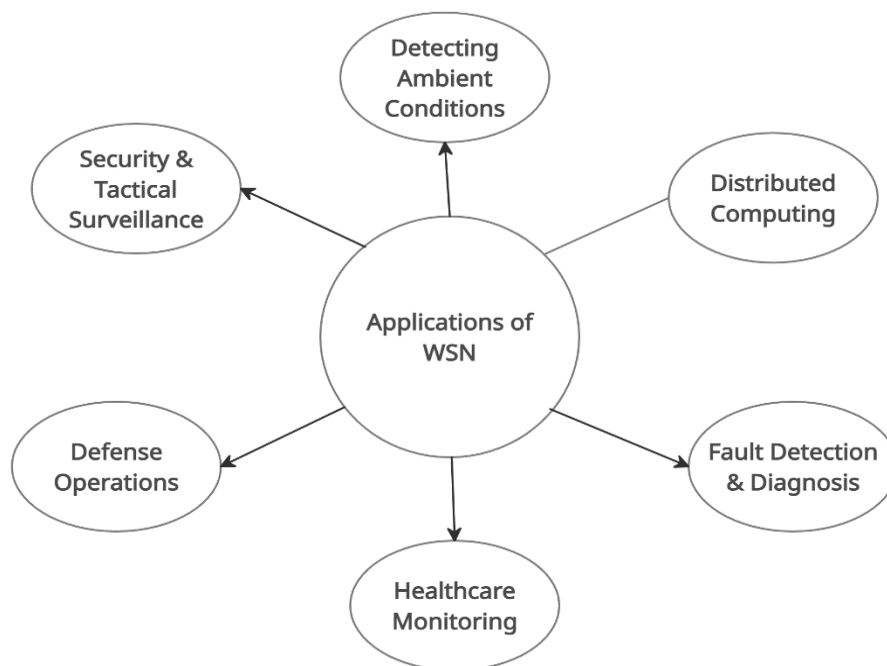 Detecting
Ambient
Conditions
Security &
Tactical
Surveillance
Distributed
Computing
Applications of
WSN
Defense
Operations
Fault Detection
& Diagnosis
Healthcare
Monitoring